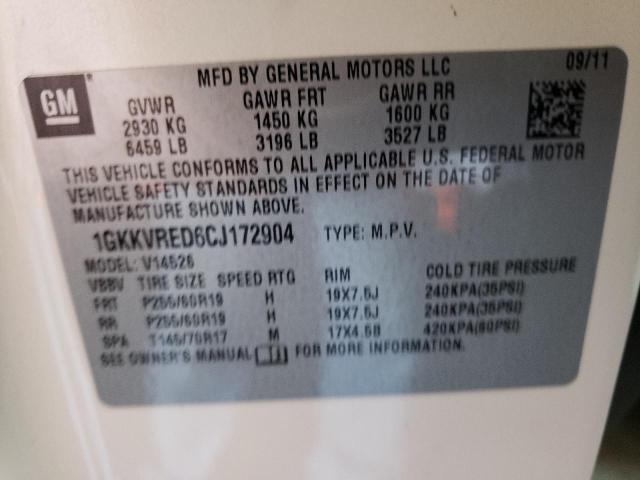 GM
MFD BY GENERAL MOTORS LLC 09/11
GVWR GAWR FRT GAWR RR
2930 KG 1450 KG 1600 KG
6459 LB 3196 LB 3527 LB
THIS VEHICLE CONFORMS TO ALL APPLICABLE U.S. FEDERAL MOTOR
VEHICLE SAFETY STANDARDS IN EFFECT ON THE DATE OF
MANUFACTURE SHOWN ABOVE.
1GKKVRED6CJ172904 TYPE: M.P.V.
MODEL: V14526
VBBV TIRE SIZE SPEED RTG RIM COLD TIRE PRESSURE
FRT P255/60R19 H 19X7.5J 240KPA(35PSI)
RR P255/60R19 H 19X7.5J 240KPA(35PSI)
SPA T145/70R17 M 17X4.5B 420KPA(60PSI)
SEE OWNER'S MANUAL FOR MORE INFORMATION.